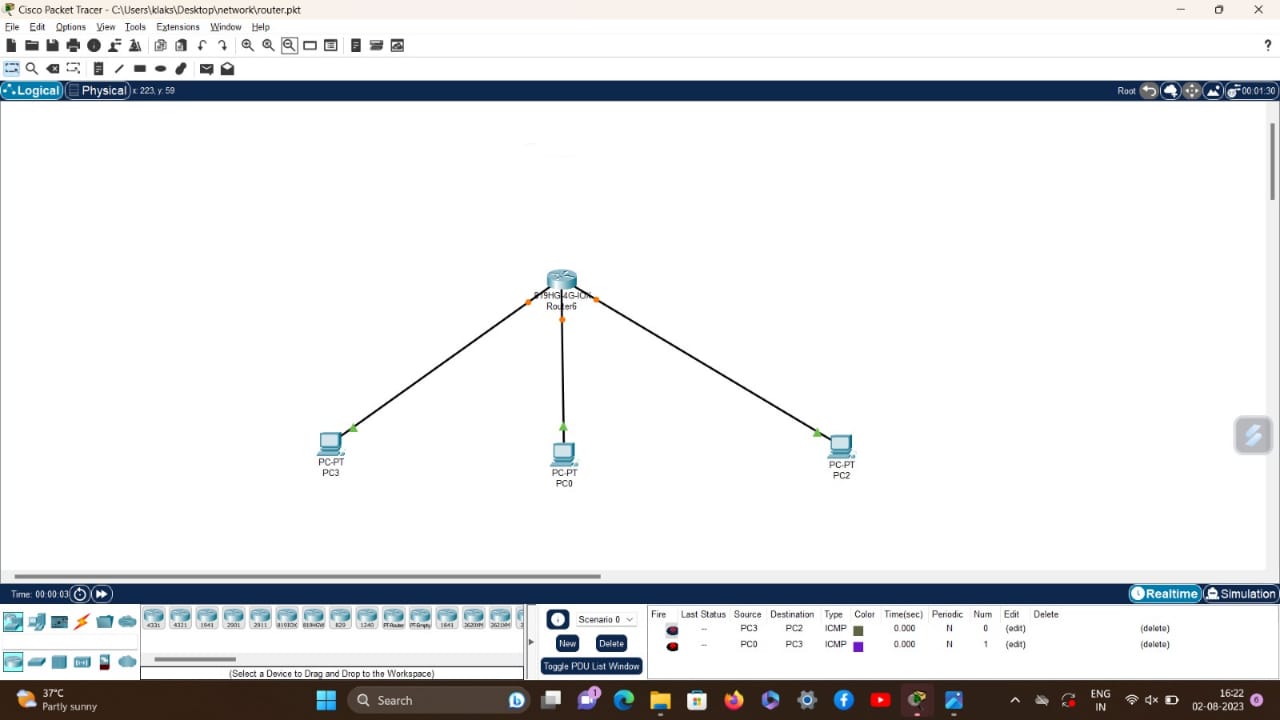 Cisco Packet Tracer - C:\Users\klaks\Desktop\network\router.pkt
File Edit Options View Tools Extensions Window Help
?
Logical Physical x: 223, y: 59 Root 00:01:30
819HG-4G-IOX
Router6
PC-PT
PC3
PC-PT
PC0
PC-PT
PC2
Time: 00:00:03 Realtime Simulation
4331 4321 1941 2901 2911 819IOX 819HGW 829 1240 PT-Router PT-Empty 1841 2620XM 2621XM
(Select a Device to Drag and Drop to the Workspace)
Scenario 0
New Delete
Toggle PDU List Window
Fire Last Status Source Destination Type Color Time(sec) Periodic Num Edit Delete
-- PC3 PC2 ICMP 0.000 N 0 (edit) (delete)
-- PC0 PC3 ICMP 0.000 N 1 (edit) (delete)
37°C
Partly sunny
Search
1
ENG
IN
16:22
02-08-2023
6